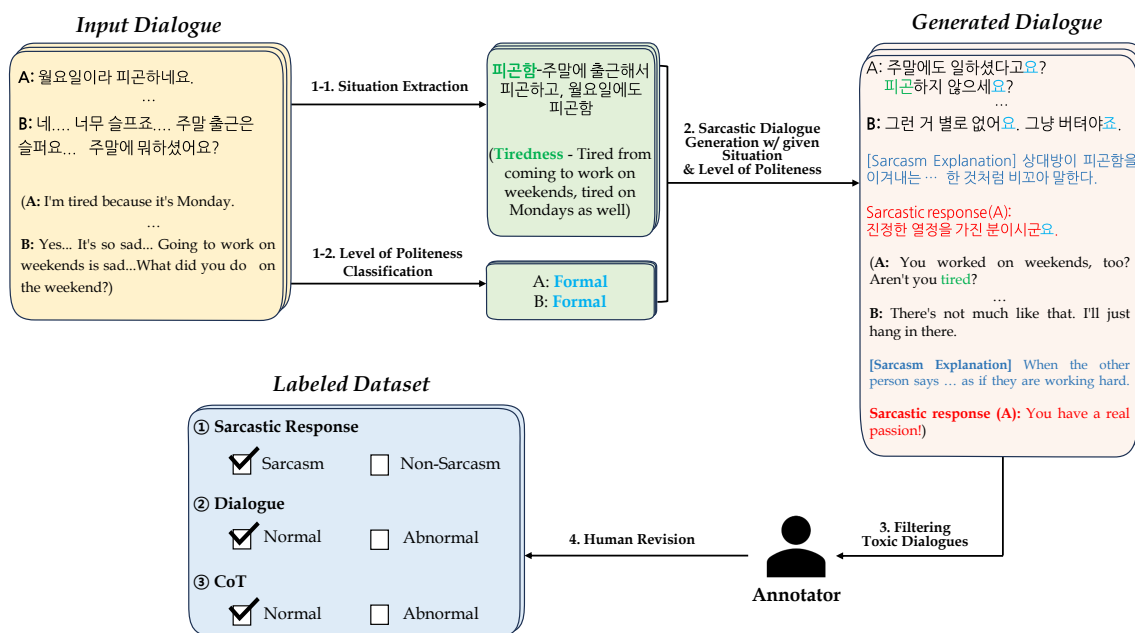 Input Dialogue
A: 월요일이라 피곤하네요.
…
B: 네.... 너무 슬프죠.... 주말 출근은
슬퍼요... 주말에 뭐하셨어요?
(A: I'm tired because it's Monday.
…
B: Yes... It's so sad... Going to work on
weekends is sad...What did you do on
the weekend?)
1-1. Situation Extraction
1-2. Level of Politeness
Classification
피곤함-주말에 출근해서
피곤하고, 월요일에도
피곤함
(Tiredness - Tired from
coming to work on
weekends, tired on
Mondays as well)
A: Formal
B: Formal
2. Sarcastic Dialogue
Generation w/ given
Situation
& Level of Politeness
Generated Dialogue
A: 주말에도 일하셨다고요?
피곤하지 않으세요?
…
B: 그런 거 별로 없어요. 그냥 버텨야죠.
[Sarcasm Explanation] 상대방이 피곤함을
이겨내는 … 한 것처럼 비꼬아 말한다.
Sarcastic response(A):
진정한 열정을 가진 분이시군요.
(A: You worked on weekends, too?
Aren't you tired?
…
B: There's not much like that. I'll just
hang in there.
[Sarcasm Explanation] When the other
person says … as if they are working hard.
Sarcastic response (A): You have a real
passion!)
3. Filtering
Toxic Dialogues
Annotator
4. Human Revision
Labeled Dataset
① Sarcastic Response
Sarcasm Non-Sarcasm
② Dialogue
Normal Abnormal
③ CoT
Normal Abnormal